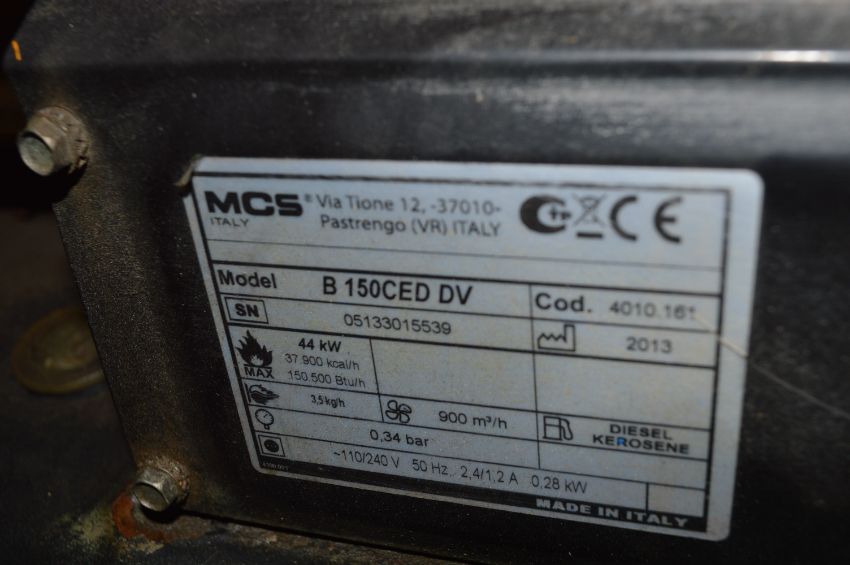 MCS® Via Tione 12, -37010-
ITALY Pastrengo (VR) ITALY
CE
Model B 150CED DV Cod. 4010.161
SN 05133015539 2013
44 kW
37.900 kcal/h
MAX 150.500 Btu/h
3,5 kg/h 900 m³/h DIESEL
KEROSENE
0,34 bar
~110/240 V 50 Hz, 2,4/1,2 A 0,28 kW
MADE IN ITALY